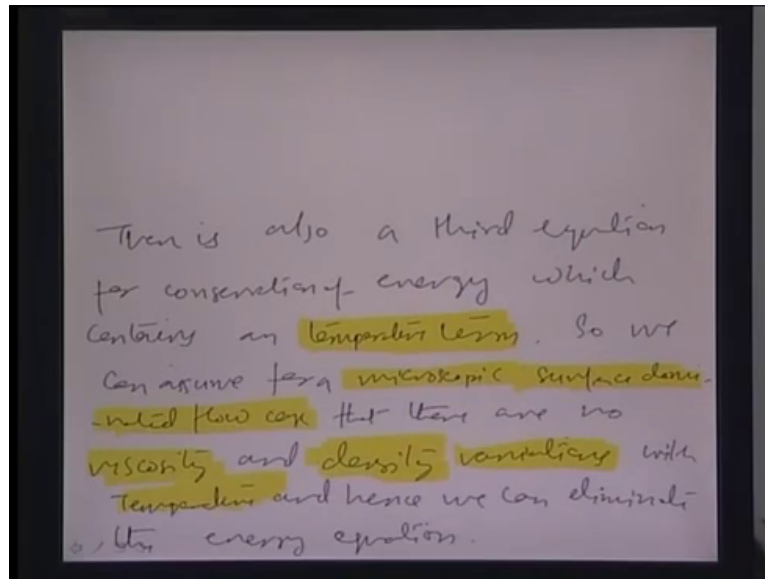 There is also a third equation
for conservation of energy which
contains an temperature term. So we
can assume for a microscopic surface domi-
-nated flow case that there are no
viscosity and density variations with
Temperature and hence we can eliminate
the energy equation.